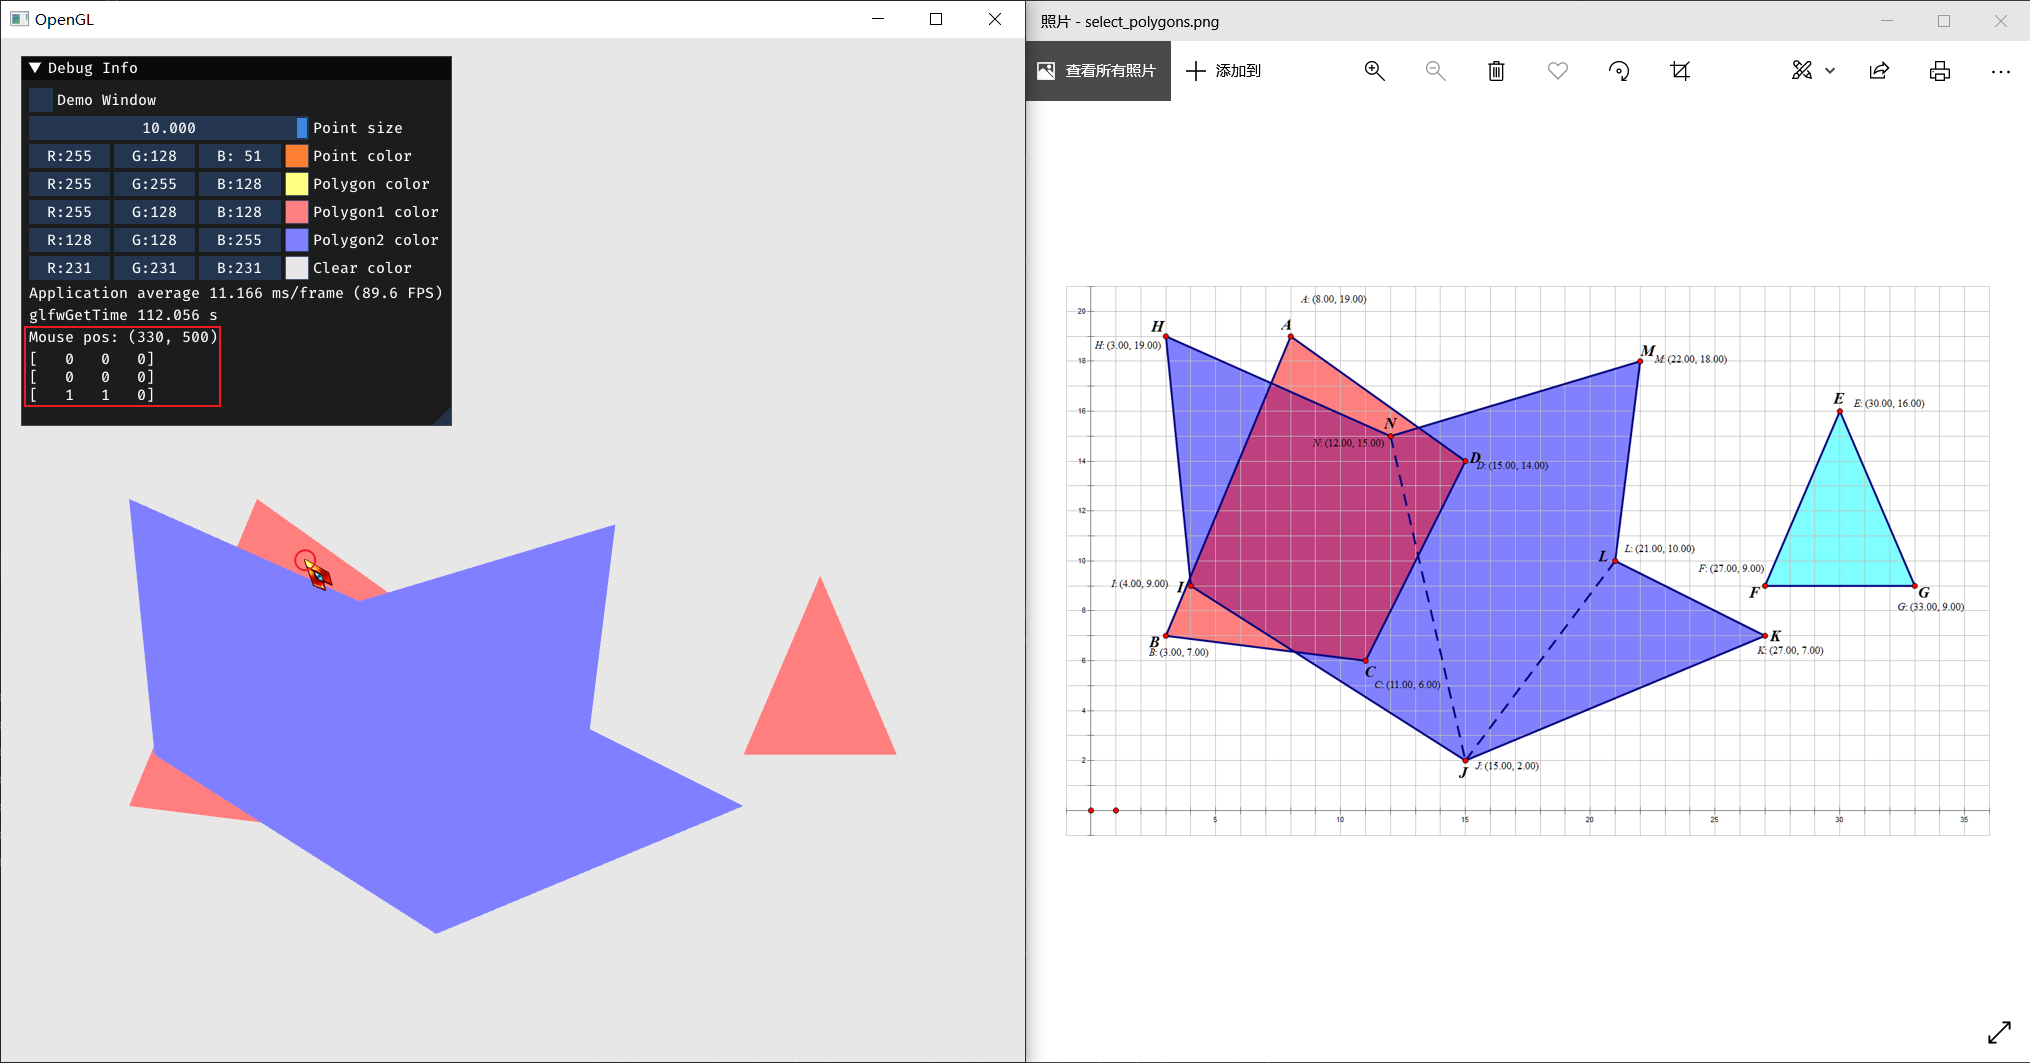 OpenGL
Debug Info
Demo Window
10.000 Point size
R:255 G:128 B: 51 Point color
R:255 G:255 B:128 Polygon color
R:255 G:128 B:128 Polygon1 color
R:128 G:128 B:255 Polygon2 color
R:231 G:231 B:231 Clear color
Application average 11.166 ms/frame (89.6 FPS)
glfwGetTime 112.056 s
Mouse pos: (330, 500)
[ 0 0 0]
[ 0 0 0]
[ 1 1 0]
照片 - select_polygons.png
查看所有照片 添加到
A: (8.00, 19.00)
20
H A
H: (3.00, 19.00)
M M: (22.00, 18.00)
18
E E: (30.00, 16.00)
16
N
N: (12.00, 15.00)
14
D D: (15.00, 14.00)
12
L L: (21.00, 10.00)
10
F: (27.00, 9.00)
I: (4.00, 9.00) I
F G
G: (33.00, 9.00)
8
B K
B: (3.00, 7.00) K: (27.00, 7.00)
6
C
C: (11.00, 6.00)
4
2
J J: (15.00, 2.00)
5 10 15 20 25 30 35